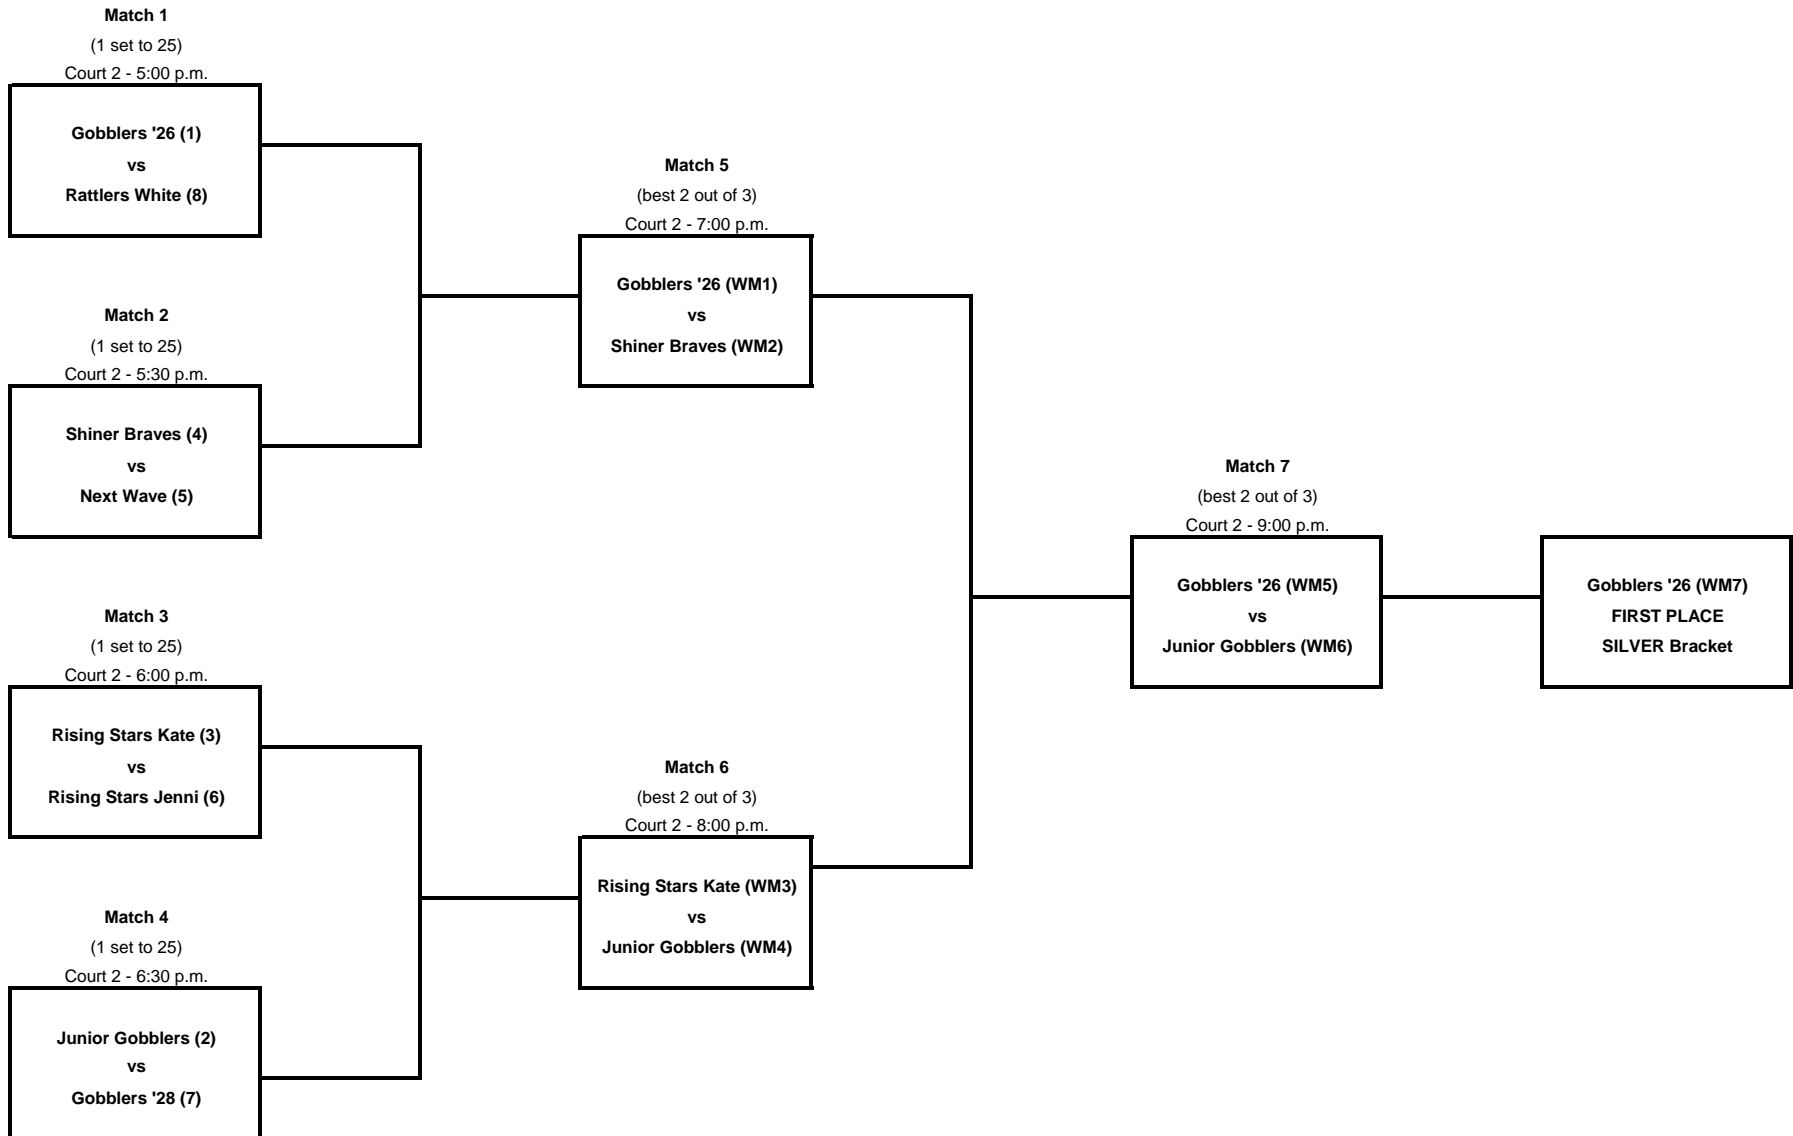 Match 1
(1 set to 25)
Court 2 - 5:00 p.m.
Gobblers '26 (1)
vs
Rattlers White (8)
Match 2
(1 set to 25)
Court 2 - 5:30 p.m.
Shiner Braves (4)
vs
Next Wave (5)
Match 3
(1 set to 25)
Court 2 - 6:00 p.m.
Rising Stars Kate (3)
vs
Rising Stars Jenni (6)
Match 4
(1 set to 25)
Court 2 - 6:30 p.m.
Junior Gobblers (2)
vs
Gobblers '28 (7)
Match 5
(best 2 out of 3)
Court 2 - 7:00 p.m.
Gobblers '26 (WM1)
vs
Shiner Braves (WM2)
Match 6
(best 2 out of 3)
Court 2 - 8:00 p.m.
Rising Stars Kate (WM3)
vs
Junior Gobblers (WM4)
Match 7
(best 2 out of 3)
Court 2 - 9:00 p.m.
Gobblers '26 (WM5)
vs
Junior Gobblers (WM6)
Gobblers '26 (WM7)
FIRST PLACE
SILVER Bracket